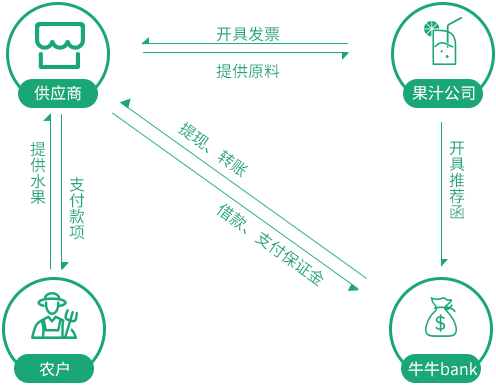 开具发票
提供原料
供应商
果汁公司
提供水果
支付款项
提现、转账
借款、支付保证金
开具推荐函
农户
牛牛bank